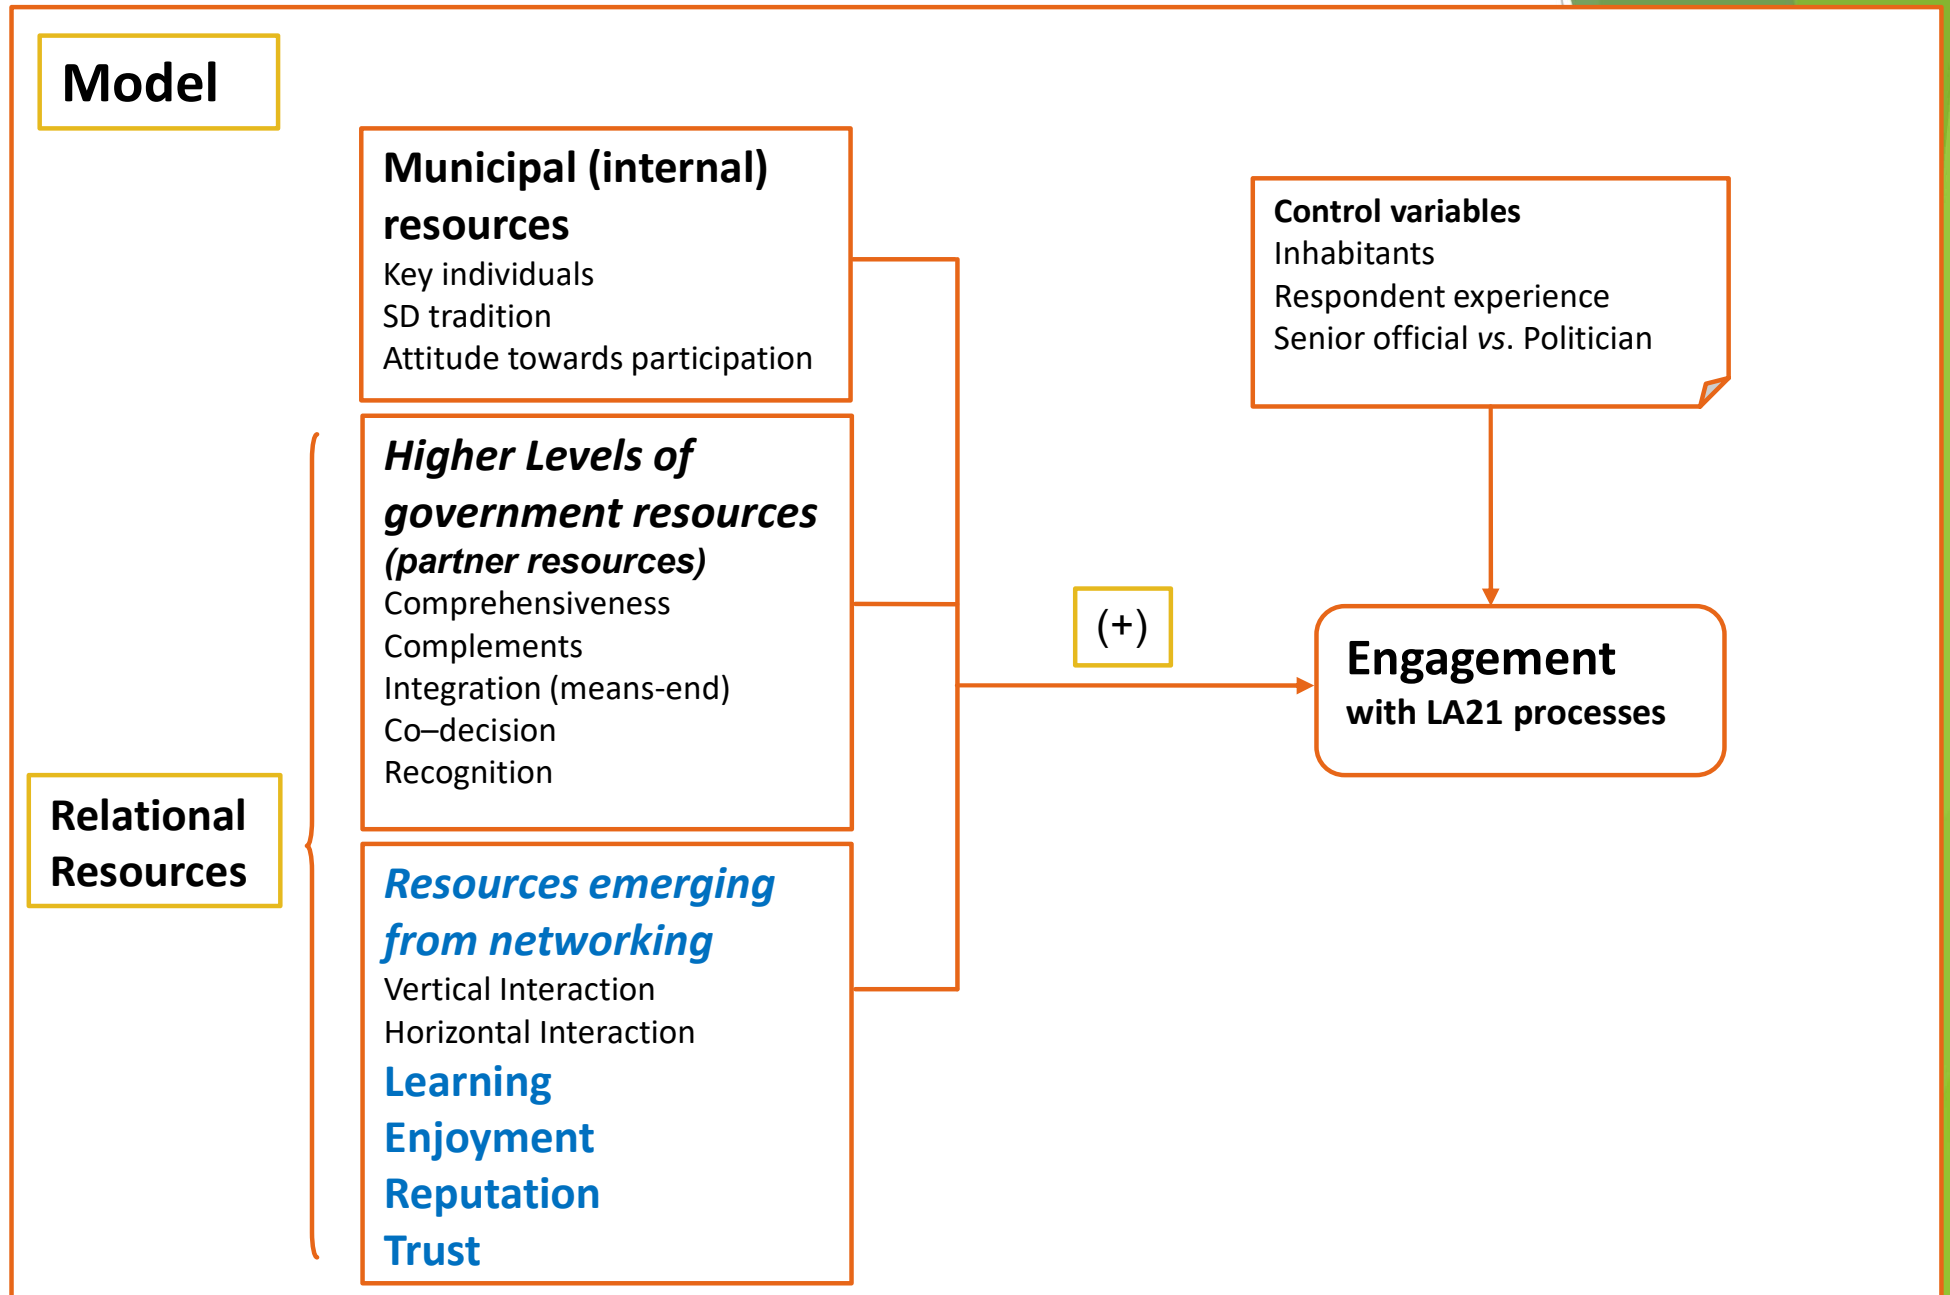 Model
Municipal (internal)
resources
Key individuals
SD tradition
Attitude towards participation
Control variables
Inhabitants
Respondent experience
Senior official vs. Politician
Higher Levels of
government resources
(partner resources)
Comprehensiveness
Complements
Integration (means-end)
Co–decision
Recognition
(+)
Engagement
with LA21 processes
Relational
Resources
Resources emerging
from networking
Vertical Interaction
Horizontal Interaction
Learning
Enjoyment
Reputation
Trust